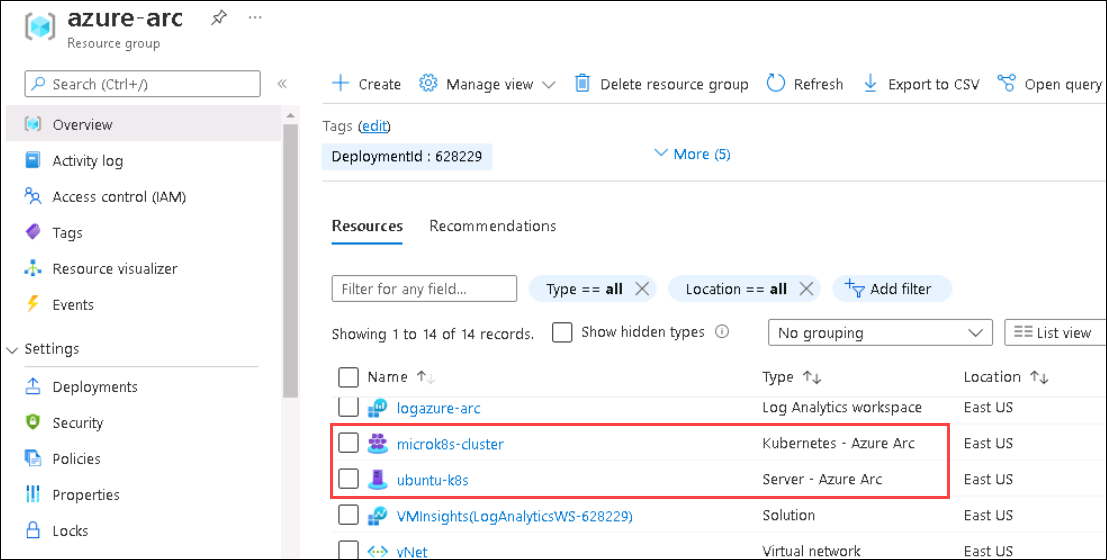 azure-arc
Resource group
Search (Ctrl+/)
Overview
Activity log
Access control (IAM)
Tags
Resource visualizer
Events
Settings
Deployments
Security
Policies
Properties
Locks
Create Manage view Delete resource group Refresh Export to CSV Open query
Tags (edit)
DeploymentId : 628229 More (5)
Resources Recommendations
Filter for any field... Type == all Location == all Add filter
Showing 1 to 14 of 14 records. Show hidden types No grouping List view
Name Type Location
logazure-arc Log Analytics workspace East US
microk8s-cluster Kubernetes - Azure Arc East US
ubuntu-k8s Server - Azure Arc East US
VMInsights(LogAnalyticsWS-628229) Solution East US
vNet Virtual network East US